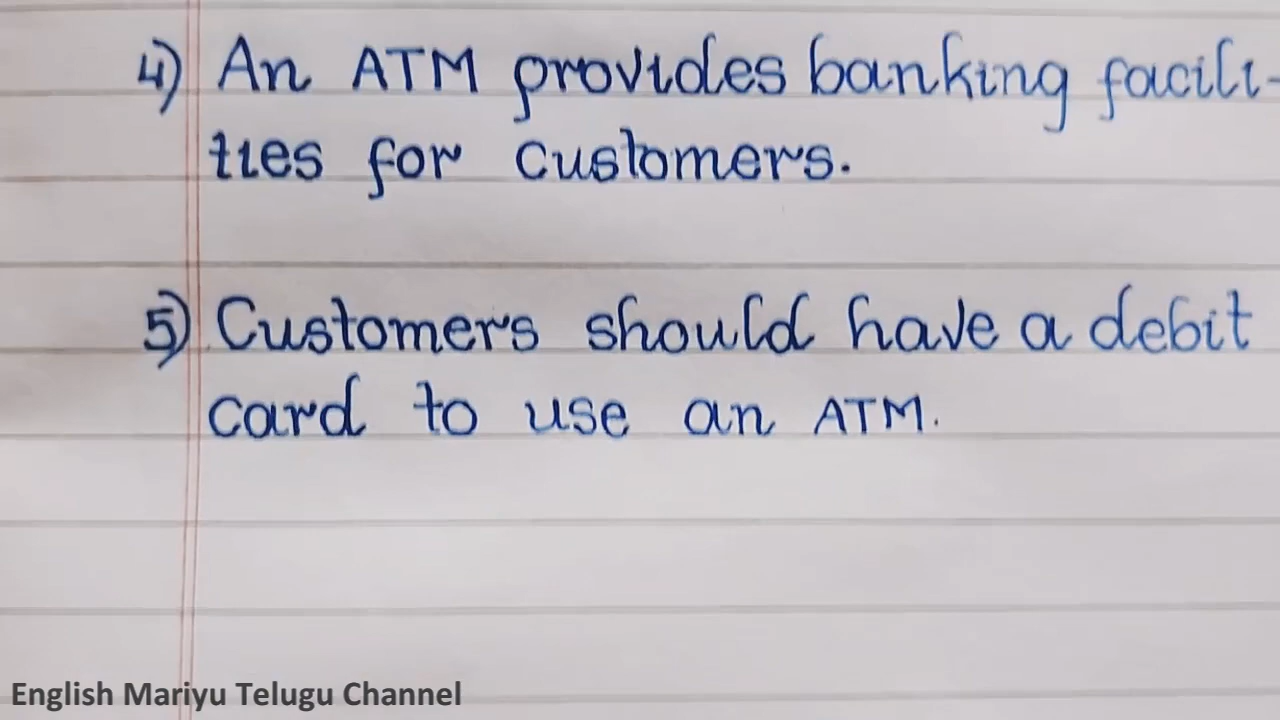 4) An ATM provides banking facili-
ties for customers.
5) Customers should have a debit
card to use an ATM.
English Mariyu Telugu Channel